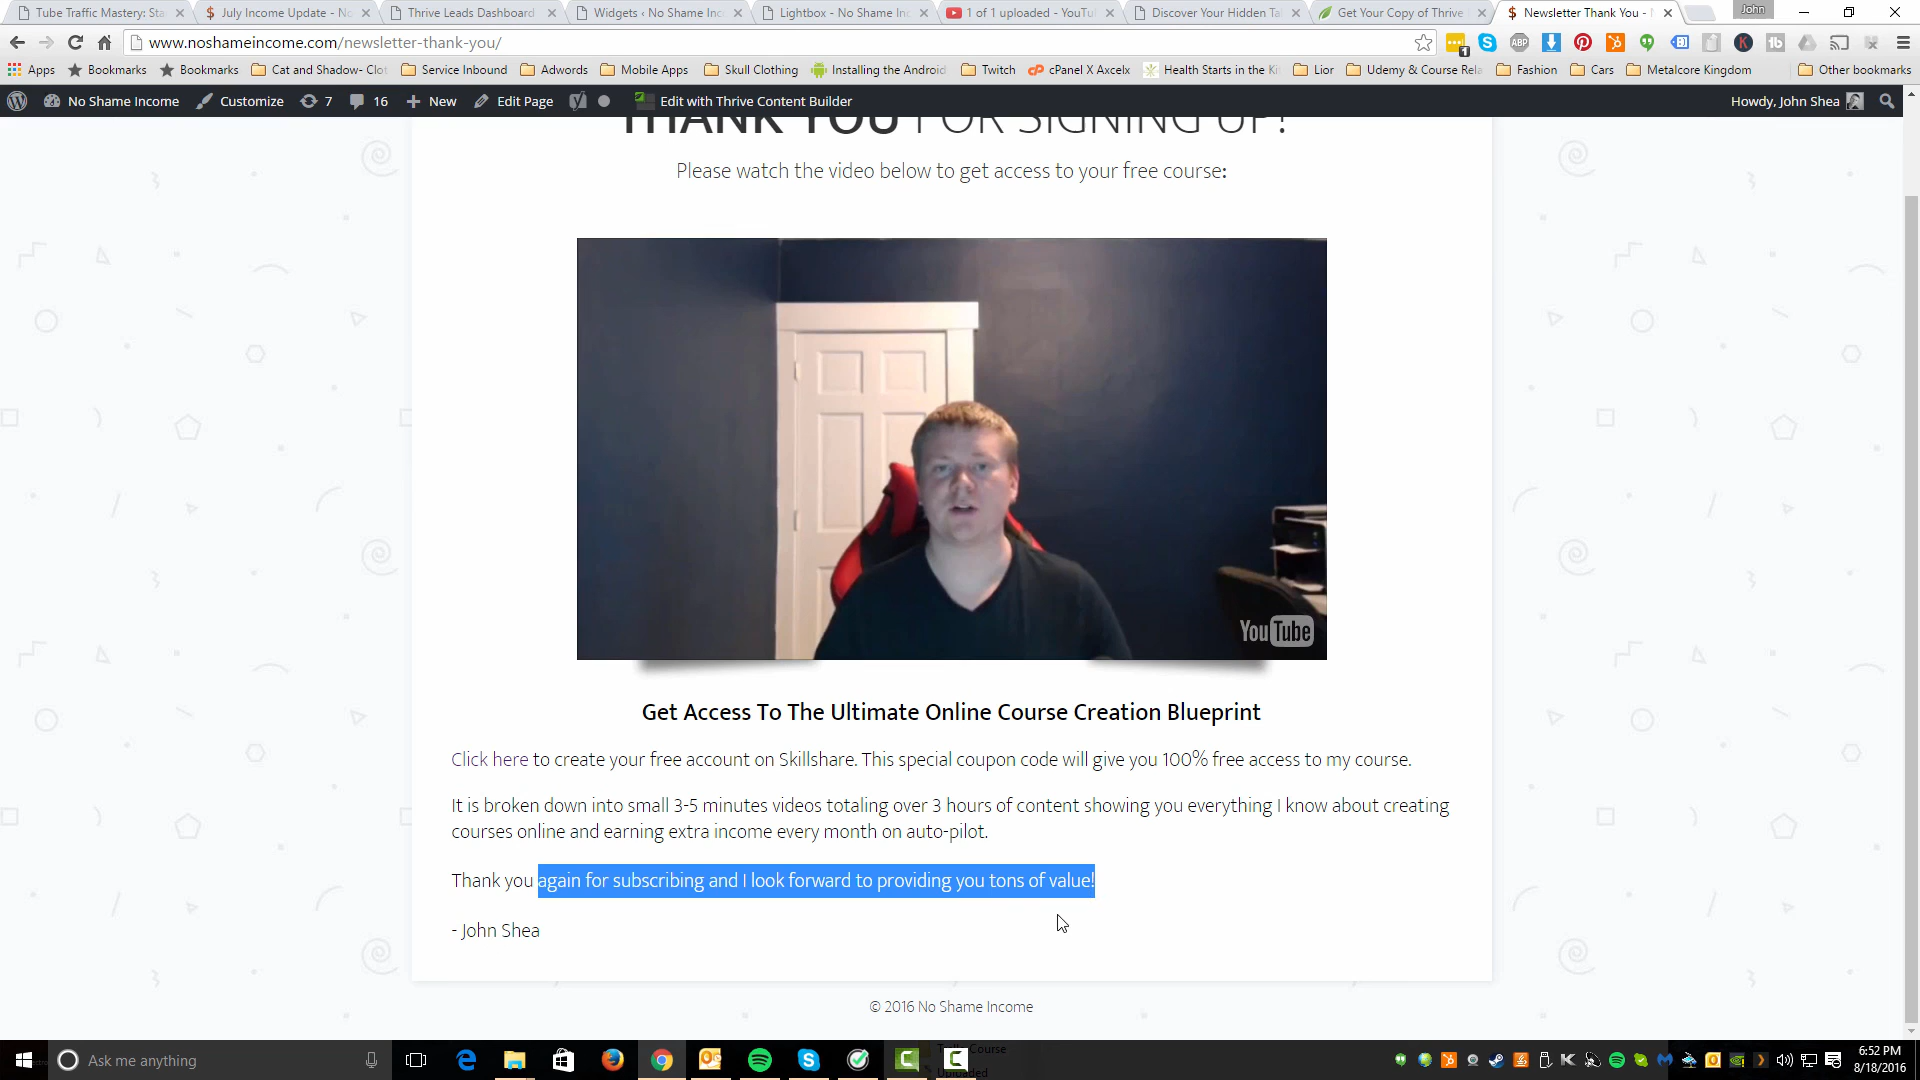 Tube Traffic Mastery: Sta
July Income Update - No
Thrive Leads Dashboard
Widgets ‹ No Shame Inc
Lightbox - No Shame Inc
1 of 1 uploaded - YouTu
Discover Your Hidden Ta
Get Your Copy of Thrive
Newsletter Thank You -
John
www.noshameincome.com/newsletter-thank-you/
Apps
Bookmarks
Bookmarks
Cat and Shadow- Clot
Service Inbound
Adwords
Mobile Apps
Skull Clothing
Installing the Android
Twitch
cPanel X Axcelx
Health Starts in the Ki
Lior
Udemy & Course Rela
Fashion
Cars
Metalcore Kingdom
Other bookmarks
No Shame Income
Customize
7
16
New
Edit Page
Edit with Thrive Content Builder
Howdy, John Shea
THANK YOU FOR SIGNING UP!
Please watch the video below to get access to your free course:
YouTube
Get Access To The Ultimate Online Course Creation Blueprint
Click here to create your free account on Skillshare. This special coupon code will give you 100% free access to my course.
It is broken down into small 3-5 minutes videos totaling over 3 hours of content showing you everything I know about creating
courses online and earning extra income every month on auto-pilot.
Thank you again for subscribing and I look forward to providing you tons of value!
- John Shea
© 2016 No Shame Income
Ask me anything
Course
Uploaded
6:52 PM
8/18/2016